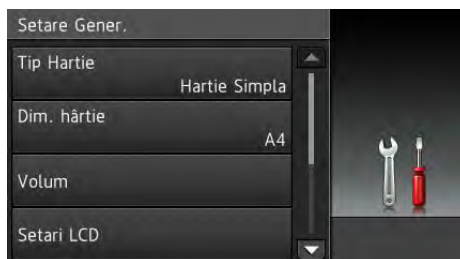 Setare Gener.
Tip Hartie
Hartie Simpla
Dim. hârtie
A4
Volum
Setari LCD